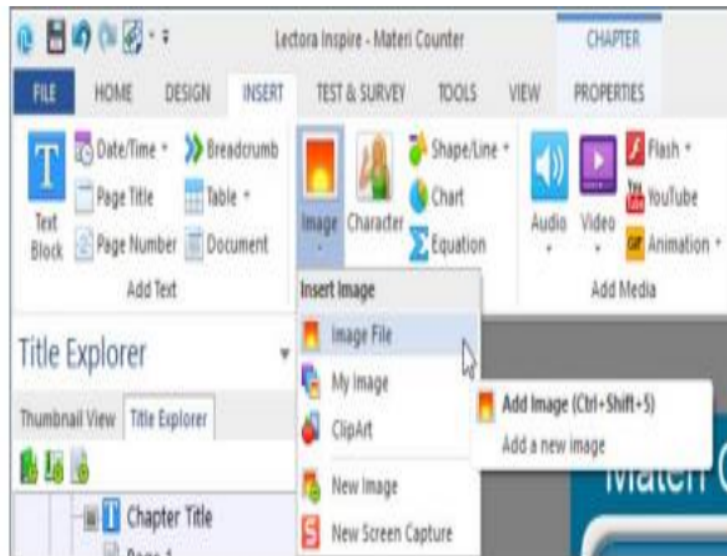 Lectora Inspire - Materi Counter
CHAPTER
FILE HOME DESIGN INSERT TEST & SURVEY TOOLS VIEW PROPERTIES
Text Block
Date/Time
Page Title
Page Number
Breadcrumb
Table
Document
Add Text
Image
Character
Shape/Line
Chart
Equation
Audio
Video
Flash
YouTube
Animation
Add Media
Insert Image
Image File
My Image
ClipArt
New Image
New Screen Capture
Add Image (Ctrl+Shift+5)
Add a new image
Title Explorer
Thumbnail View Title Explorer
Chapter Title
Page 1
Materi C